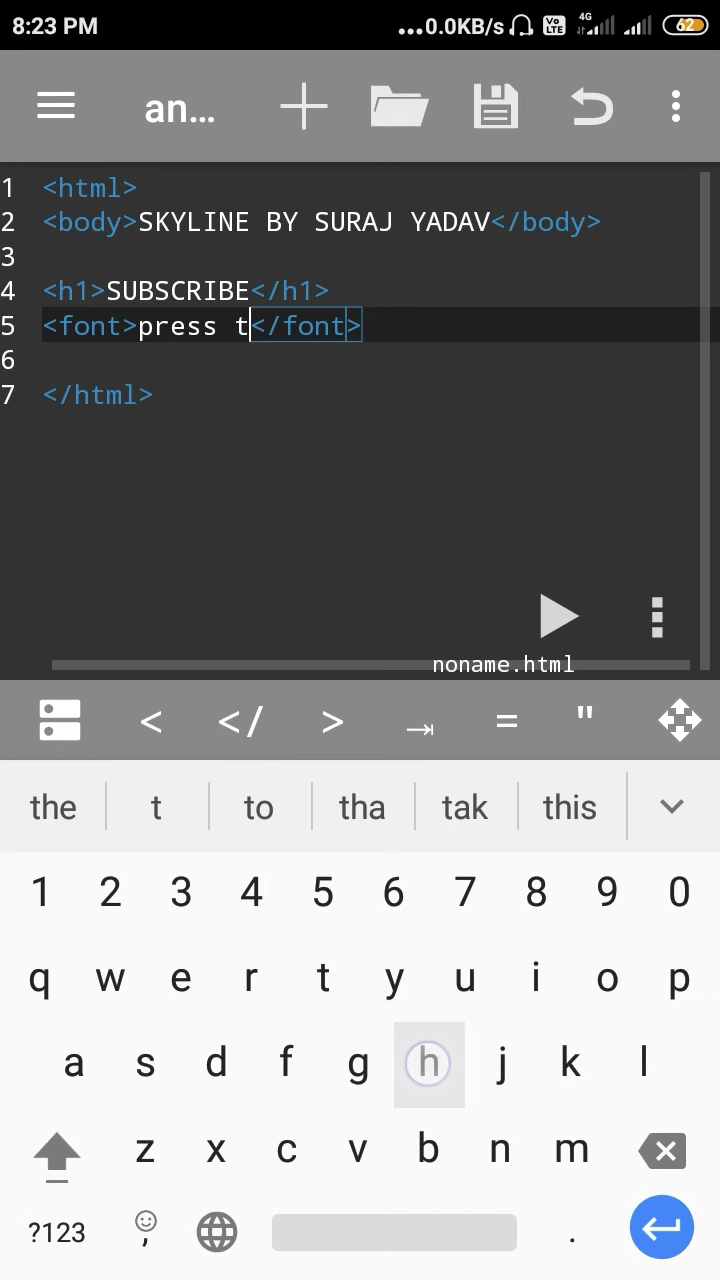 8:23 PM ...0.0KB/s Vo LTE 4G 62
an...
1 <html>
2 <body>SKYLINE BY SURAJ YADAV</body>
3
4 <h1>SUBSCRIBE</h1>
5 <font>press t</font>
6
7 </html>
noname.html
< </ > ⇥ = "
the t to tha tak this
1 2 3 4 5 6 7 8 9 0
q w e r t y u i o p
a s d f g h j k l
z x c v b n m
?123 , .